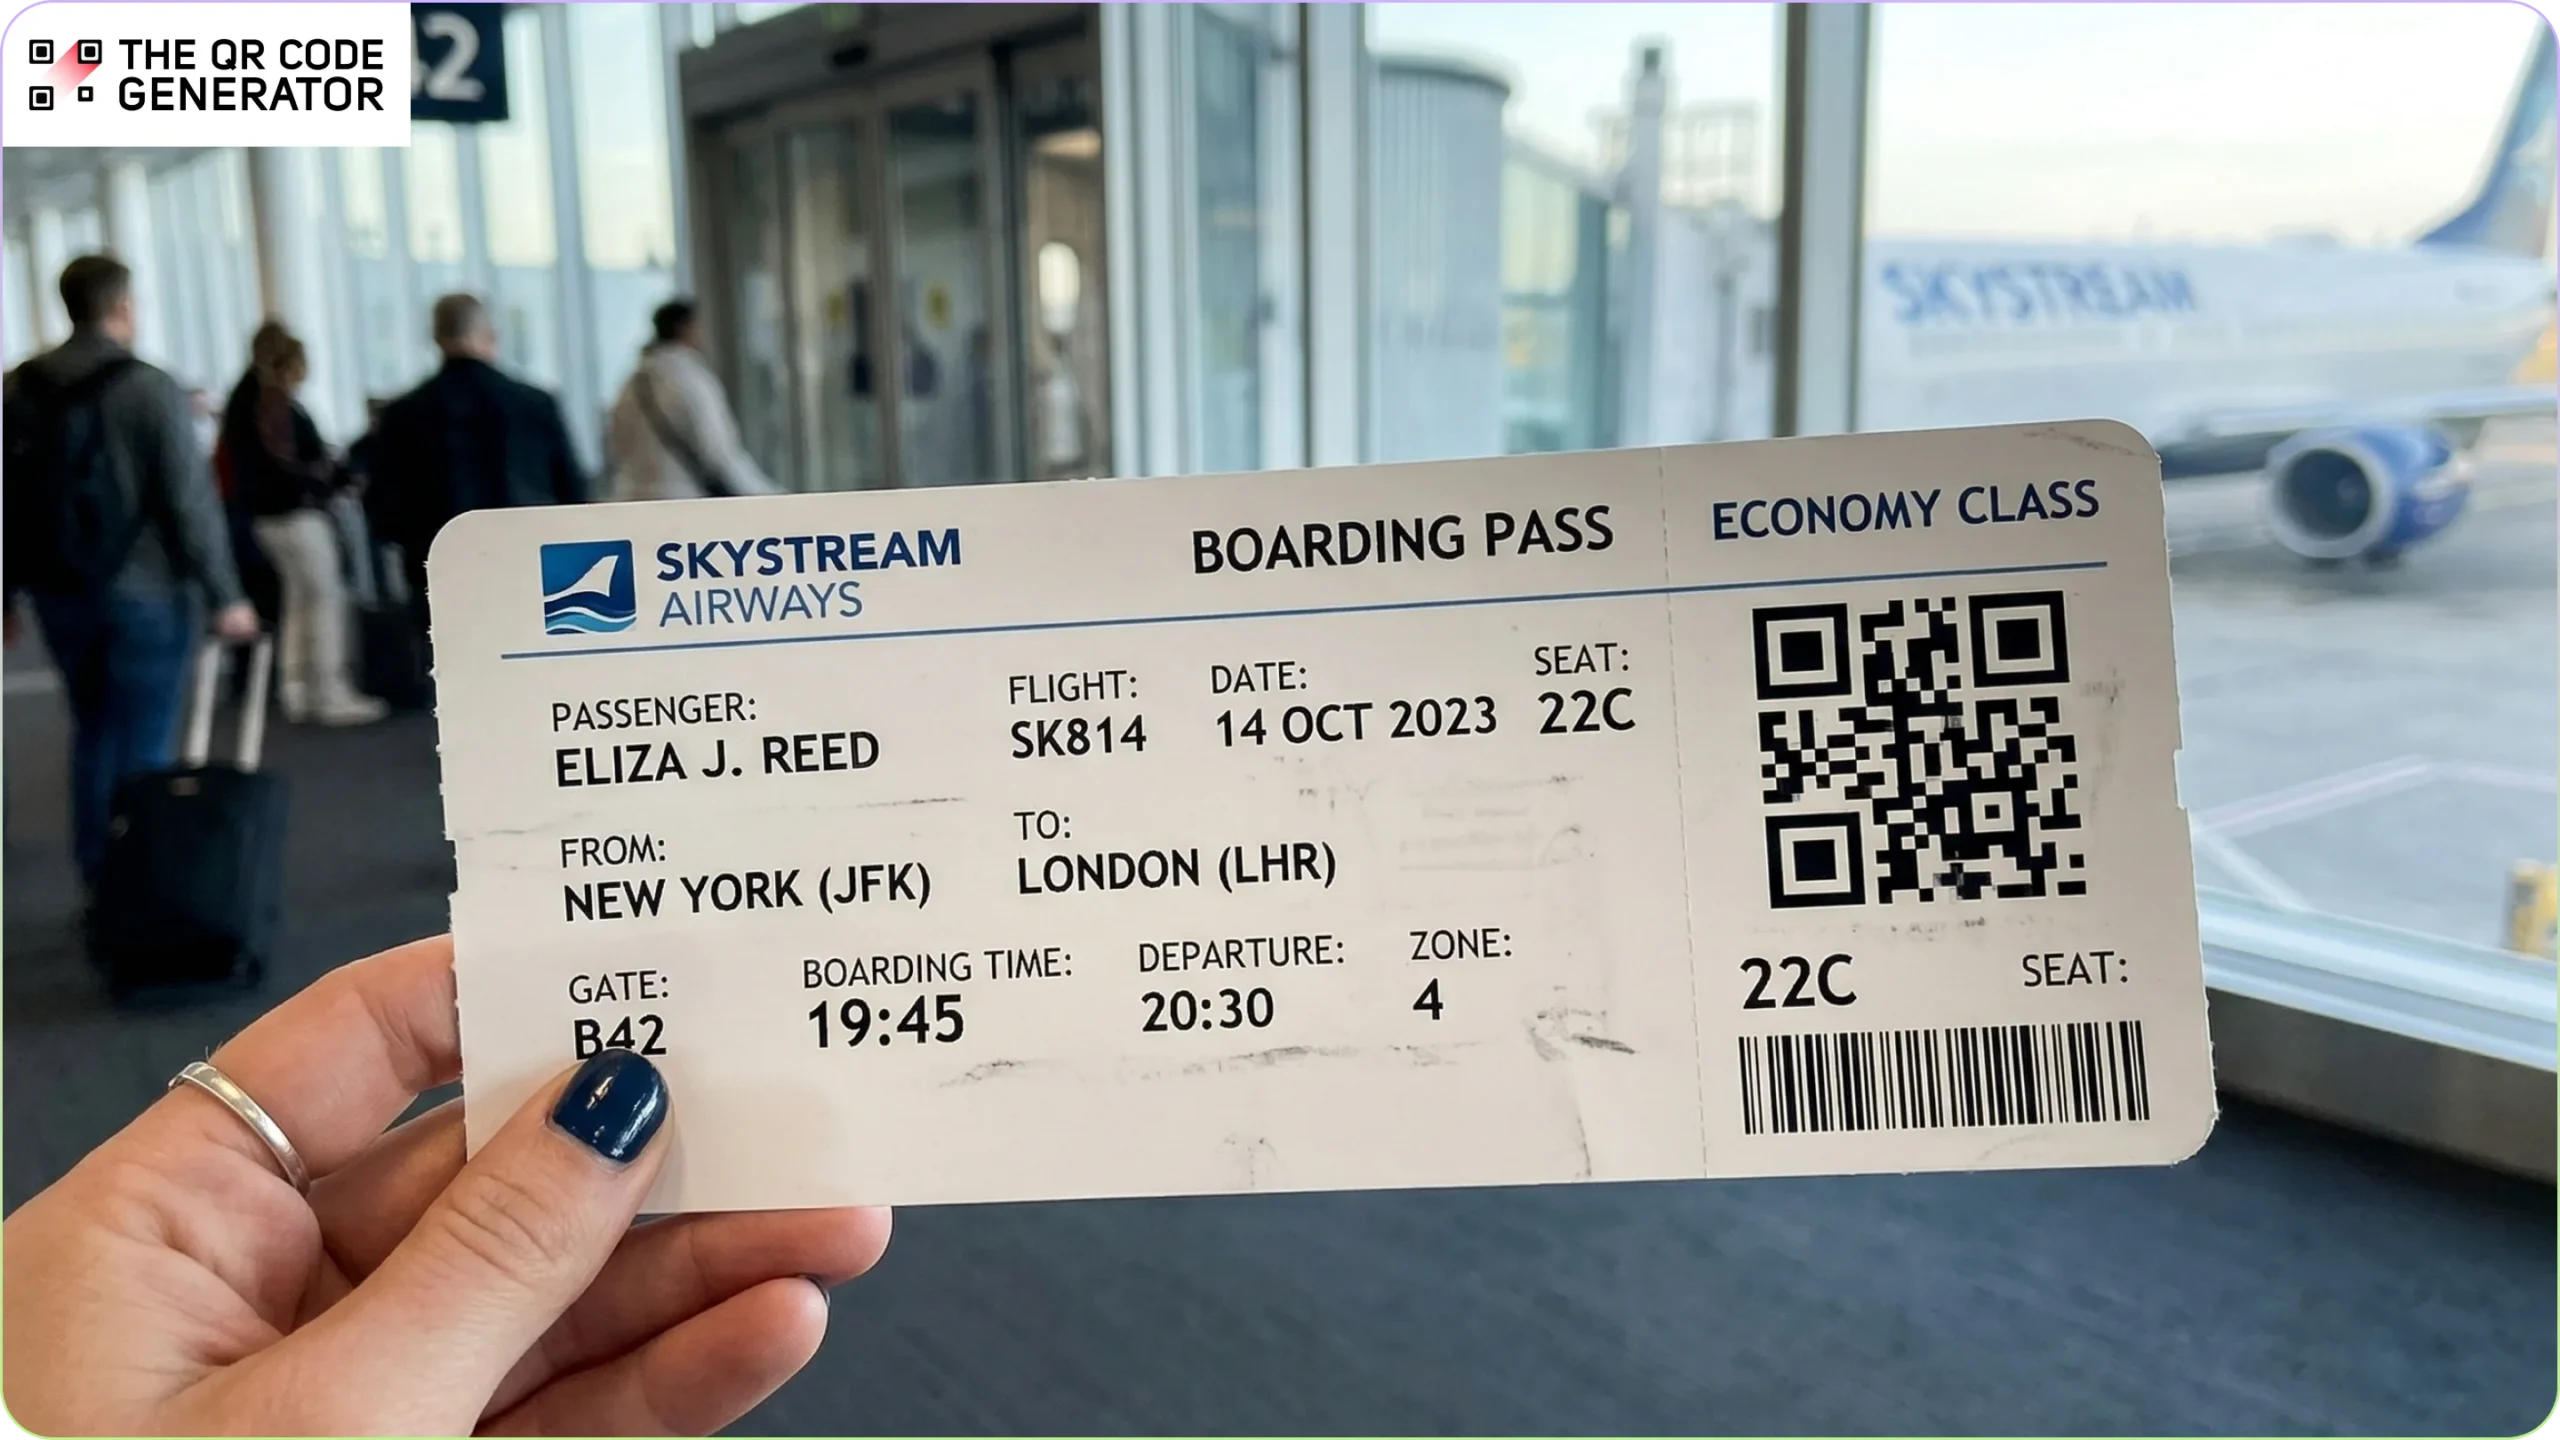 THE QR CODE
GENERATOR
42
SKYSTREAM
SKYSTREAM
AIRWAYS
BOARDING PASS
ECONOMY CLASS
PASSENGER:
ELIZA J. REED
FLIGHT:
SK814
DATE:
14 OCT 2023
SEAT:
22C
FROM:
NEW YORK (JFK)
TO:
LONDON (LHR)
GATE:
B42
BOARDING TIME:
19:45
DEPARTURE:
20:30
ZONE:
4
22C
SEAT: